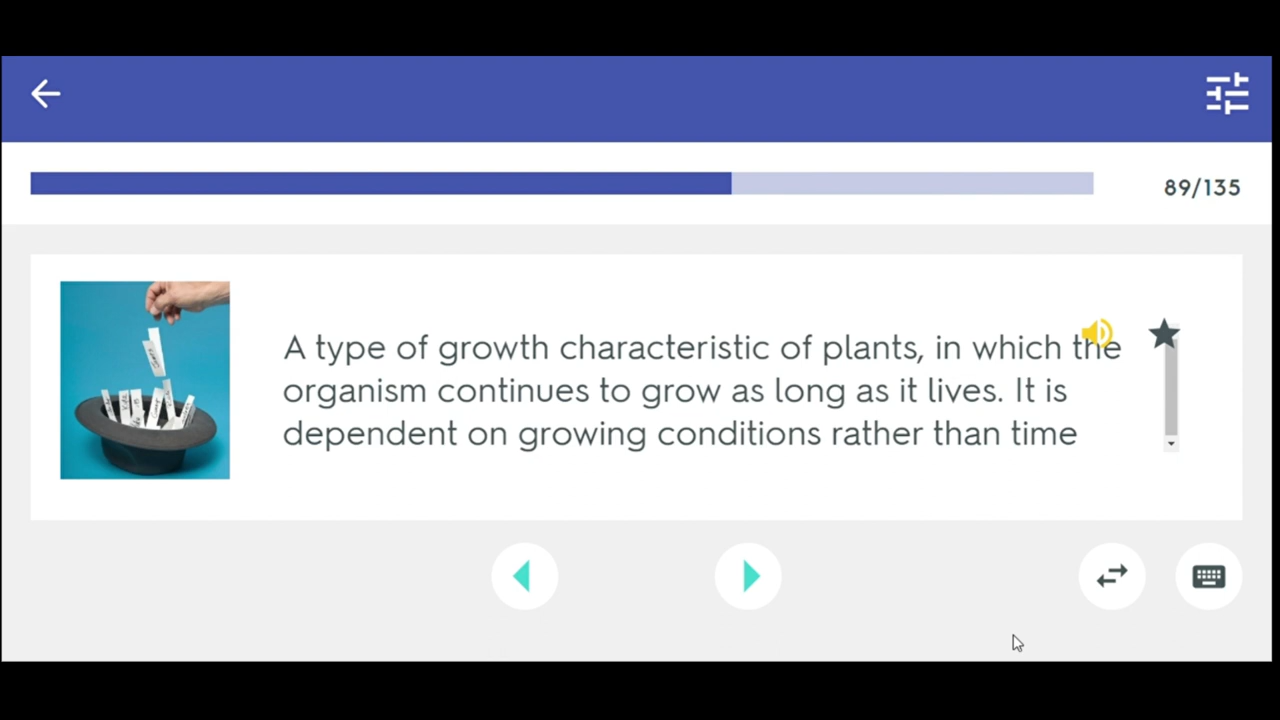 89/135
A type of growth characteristic of plants, in which the
organism continues to grow as long as it lives. It is
dependent on growing conditions rather than time